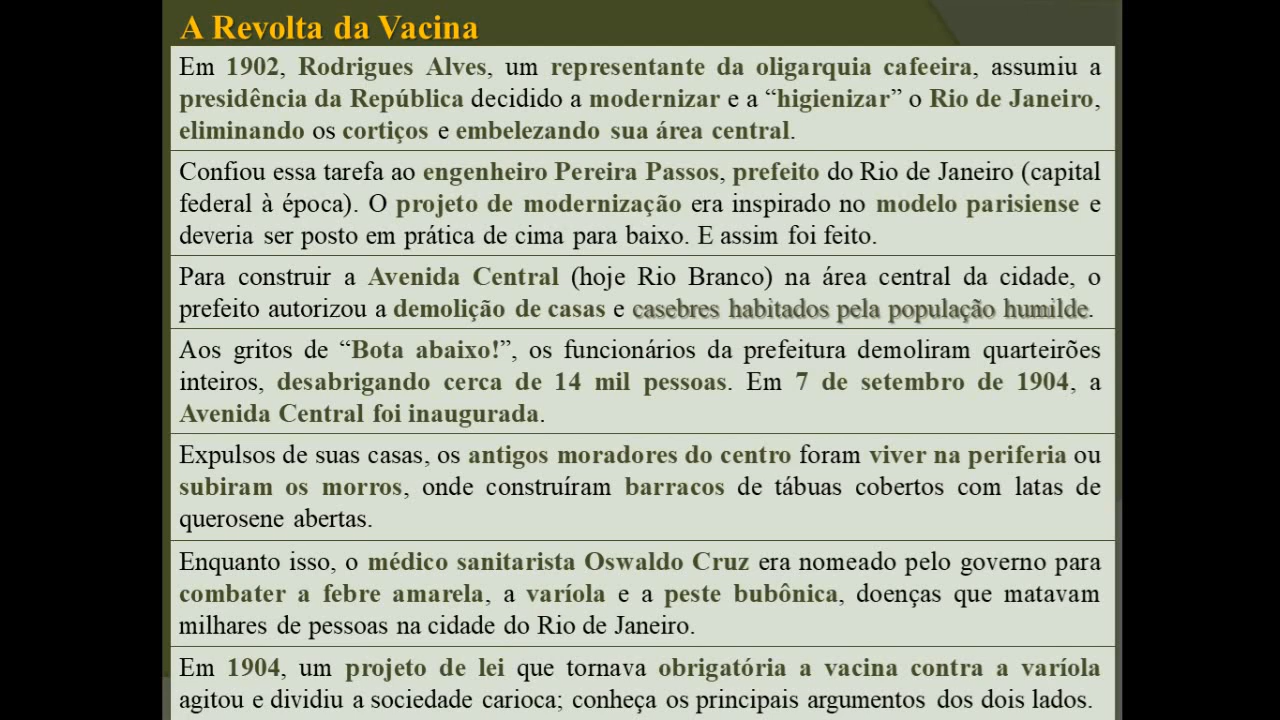 A Revolta da Vacina
Em 1902, Rodrigues Alves, um representante da oligarquia cafeeira, assumiu a
presidência da República decidido a modernizar e a “higienizar” o Rio de Janeiro,
eliminando os cortiços e embelezando sua área central.
Confiou essa tarefa ao engenheiro Pereira Passos, prefeito do Rio de Janeiro (capital
federal à época). O projeto de modernização era inspirado no modelo parisiense e
deveria ser posto em prática de cima para baixo. E assim foi feito.
Para construir a Avenida Central (hoje Rio Branco) na área central da cidade, o
prefeito autorizou a demolição de casas e casebres habitados pela população humilde.
Aos gritos de “Bota abaixo!”, os funcionários da prefeitura demoliram quarteirões
inteiros, desabrigando cerca de 14 mil pessoas. Em 7 de setembro de 1904, a
Avenida Central foi inaugurada.
Expulsos de suas casas, os antigos moradores do centro foram viver na periferia ou
subiram os morros, onde construíram barracos de tábuas cobertos com latas de
querosene abertas.
Enquanto isso, o médico sanitarista Oswaldo Cruz era nomeado pelo governo para
combater a febre amarela, a varíola e a peste bubônica, doenças que matavam
milhares de pessoas na cidade do Rio de Janeiro.
Em 1904, um projeto de lei que tornava obrigatória a vacina contra a varíola
agitou e dividiu a sociedade carioca; conheça os principais argumentos dos dois lados.